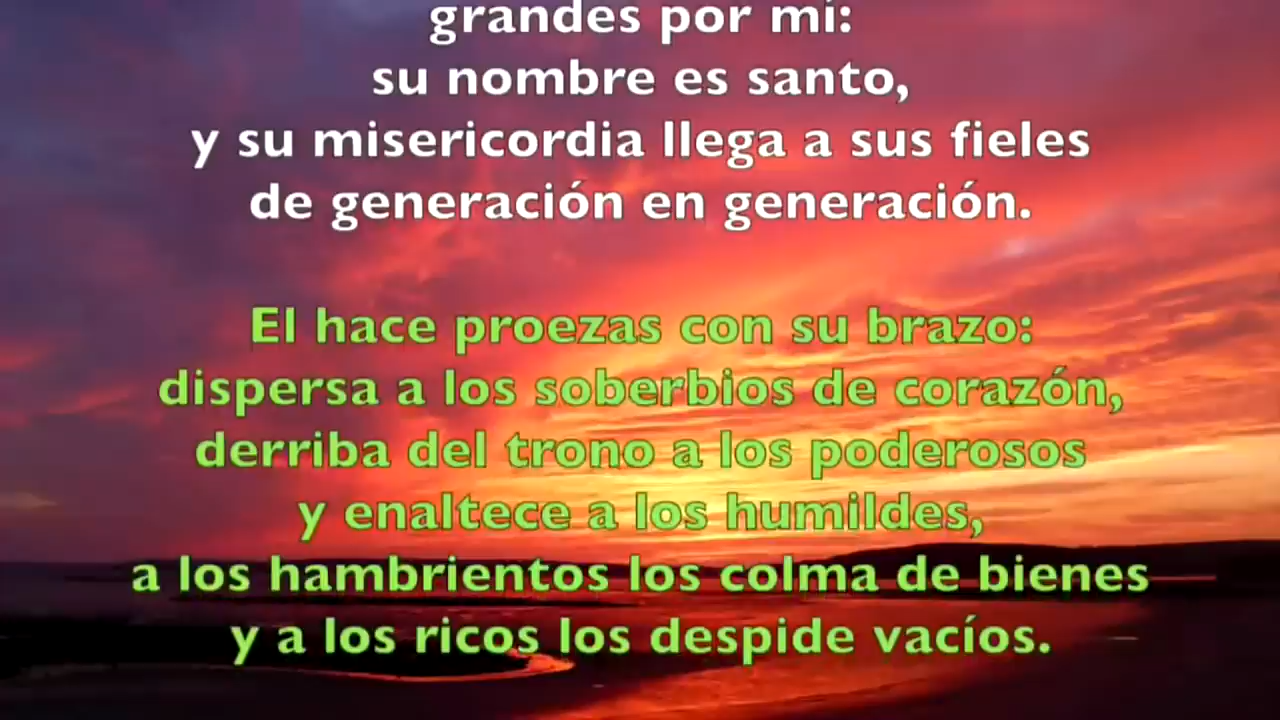 grandes por mí:
su nombre es santo,
y su misericordia llega a sus fieles
de generación en generación.
El hace proezas con su brazo:
dispersa a los soberbios de corazón,
derriba del trono a los poderosos
y enaltece a los humildes,
a los hambrientos los colma de bienes
y a los ricos los despide vacíos.